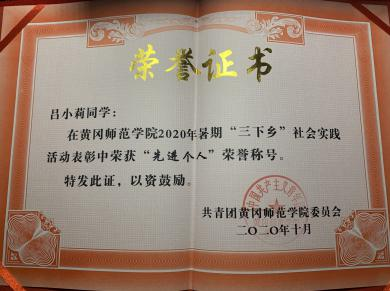 荣誉证书
吕小莉同学：
在黄冈师范学院2020年暑期“三下乡”社会实践
活动表彰中荣获“先进个人”荣誉称号。
特发此证，以资鼓励。
共青团黄冈师范学院委员会
二〇二〇年十月